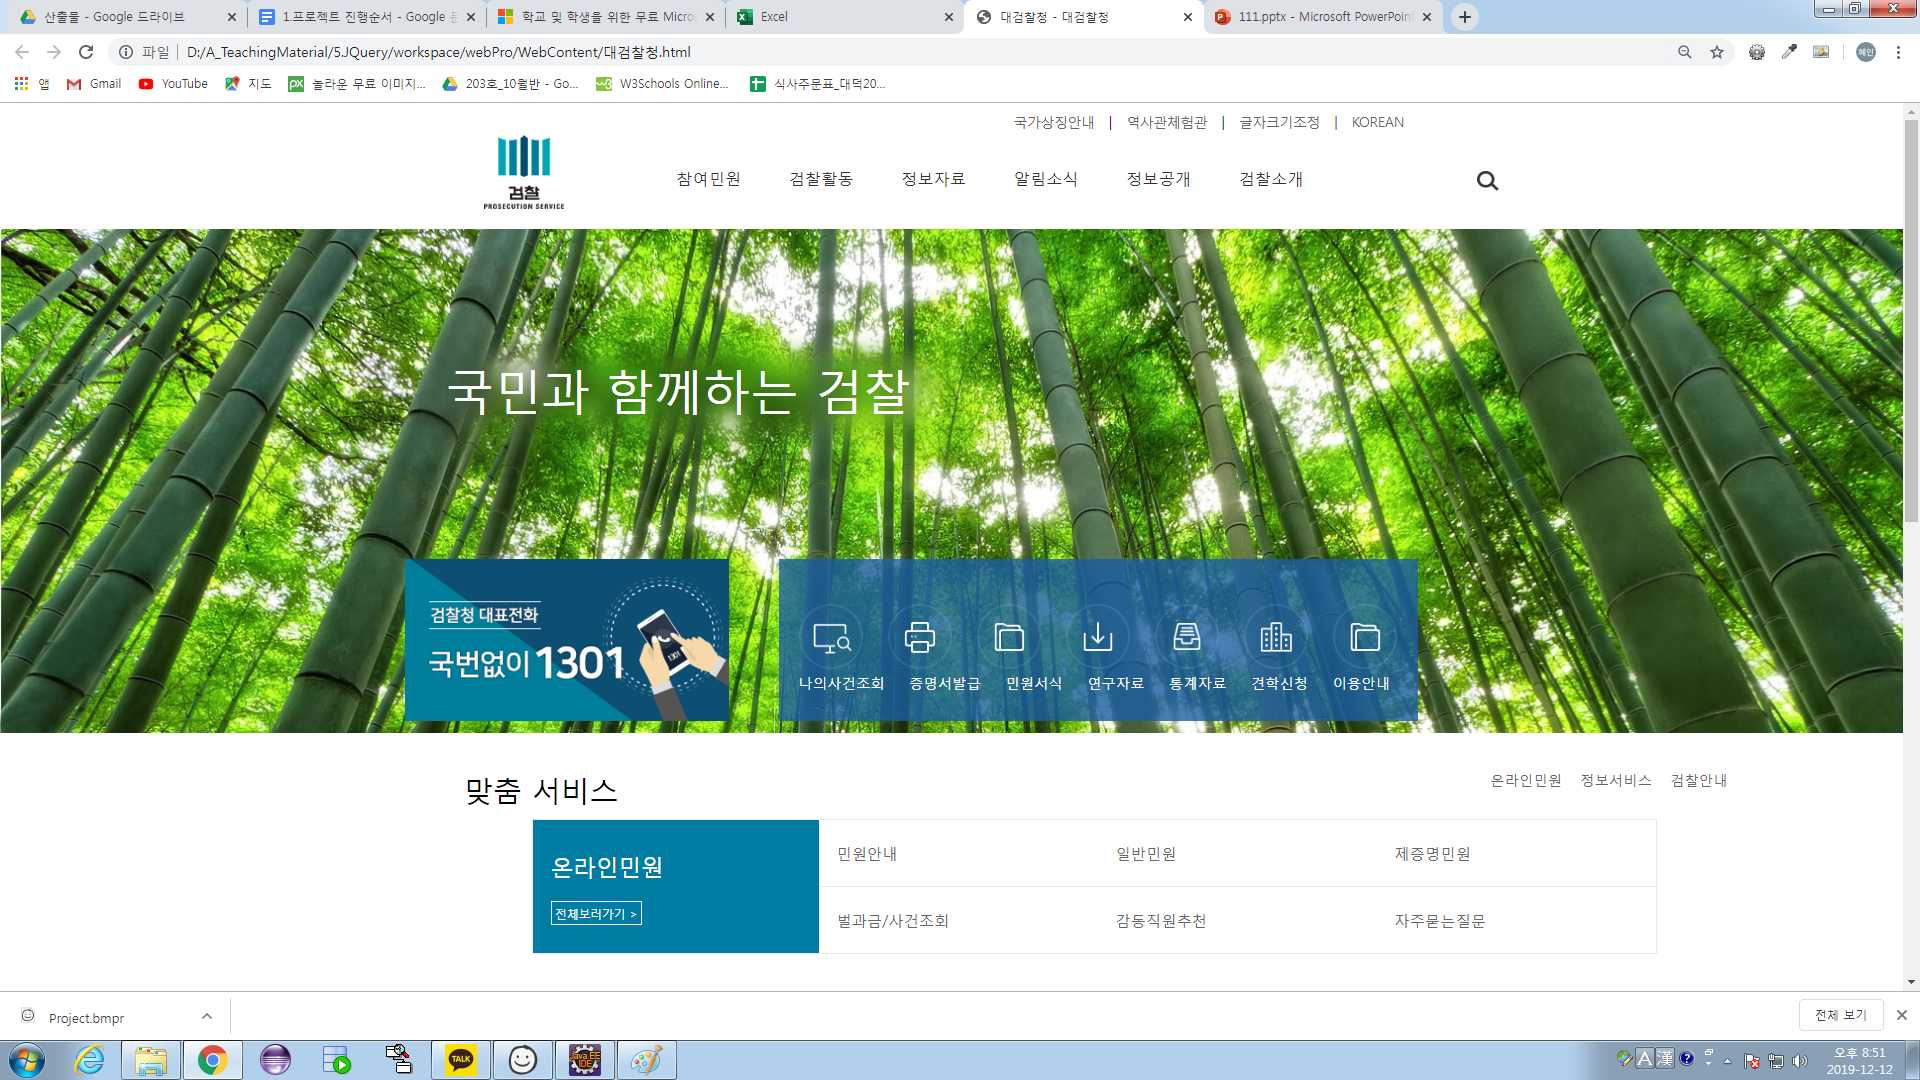 산출물 - Google 드라이브
1.프로젝트 진행순서 - Google 문
학교 및 학생을 위한 무료 Micros
Excel
대검찰청 - 대검찰청
111.pptx - Microsoft PowerPoint
파일 D:/A_TeachingMaterial/5.JQuery/workspace/webPro/WebContent/대검찰청.html
혜인
앱 Gmail YouTube 지도 놀라운 무료 이미지... 203호_10월반 - Go... W3Schools Online... 식사주문표_대덕20...
국가상징안내 | 역사관체험관 | 글자크기조정 | KOREAN
검찰
PROSECUTION SERVICE
참여민원 검찰활동 정보자료 알림소식 정보공개 검찰소개
국민과 함께하는 검찰
검찰청 대표전화
국번없이 1301
1301
나의사건조회 증명서발급 민원서식 연구자료 통계자료 견학신청 이용안내
맞춤 서비스
온라인민원 정보서비스 검찰안내
온라인민원
전체보러가기 >
민원안내 일반민원 제증명민원
벌과금/사건조회 감동직원추천 자주묻는질문
Project.bmpr
전체 보기
TALK
Java EE
IDE
A 漢
오후 8:51
2019-12-12